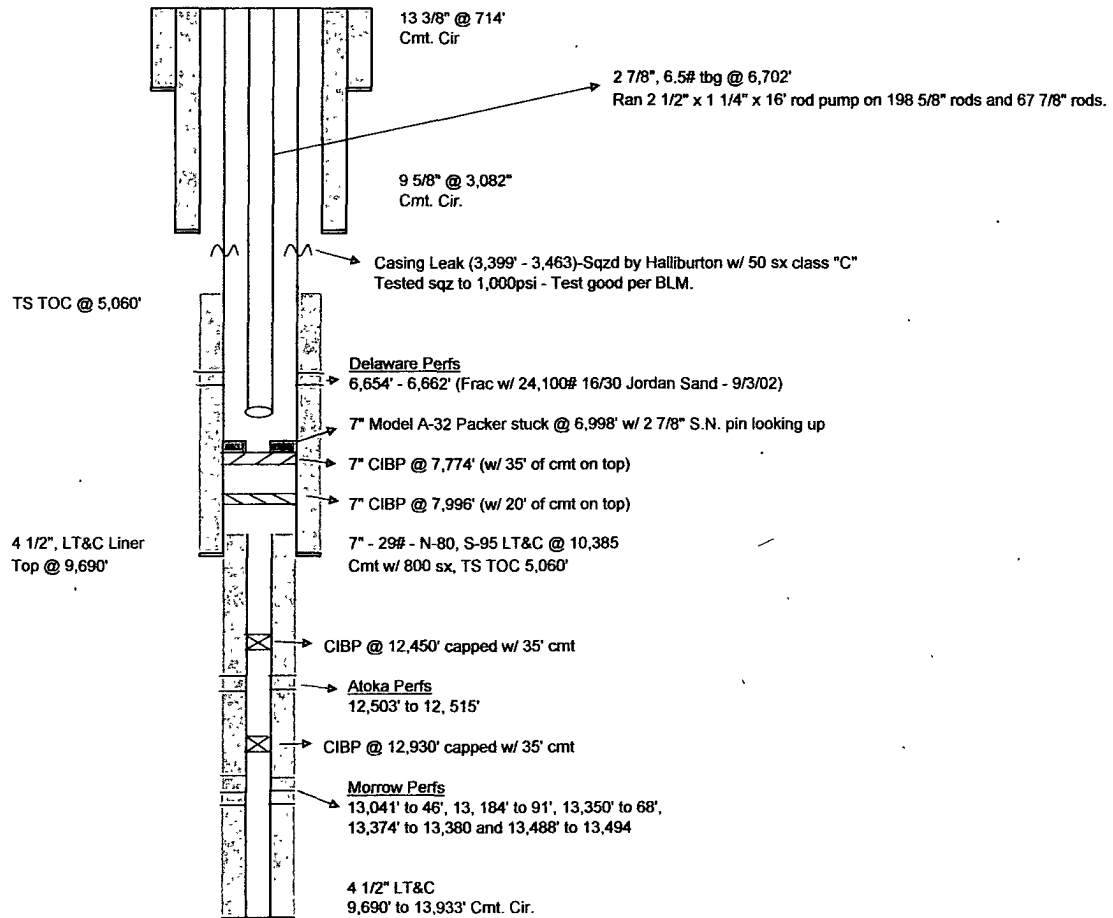 13 3/8" @ 714'
Cmt. Cir
2 7/8", 6.5# tbg @ 6,702'
Ran 2 1/2" x 1 1/4" x 16' rod pump on 198 5/8" rods and 67 7/8" rods.
9 5/8" @ 3,082"
Cmt. Cir.
Casing Leak (3,399' - 3,463)-Sqzd by Halliburton w/ 50 sx class "C"
Tested sqz to 1,000psi - Test good per BLM.
TS TOC @ 5,060'
Delaware Perfs
6,654' - 6,662' (Frac w/ 24,100# 16/30 Jordan Sand - 9/3/02)
7" Model A-32 Packer stuck @ 6,998' w/ 2 7/8" S.N. pin looking up
7" CIBP @ 7,774' (w/ 35' of cmt on top)
7" CIBP @ 7,996' (w/ 20' of cmt on top)
4 1/2", LT&C Liner
Top @ 9,690'
7" - 29# - N-80, S-95 LT&C @ 10,385
Cmt w/ 800 sx, TS TOC 5,060'
CIBP @ 12,450' capped w/ 35' cmt
Atoka Perfs
12,503' to 12, 515'
CIBP @ 12,930' capped w/ 35' cmt
Morrow Perfs
13,041' to 46', 13, 184' to 91', 13,350' to 68',
13,374' to 13,380 and 13,488' to 13,494
4 1/2" LT&C
9,690' to 13,933' Cmt. Cir.